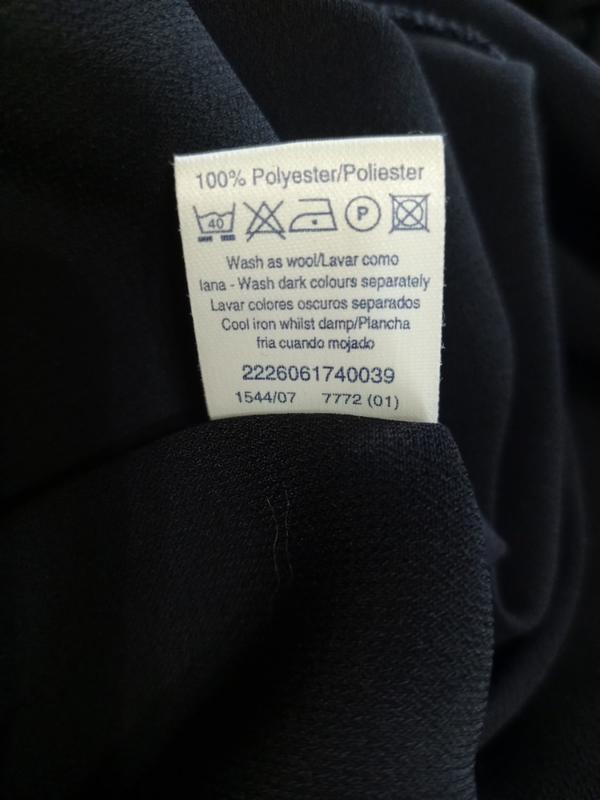 100% Polyester/Poliester
40 P
Wash as wool/Lavar como
lana - Wash dark colours separately
Lavar colores oscuros separados
Cool iron whilst damp/Plancha
fria cuando mojado
2226061740039
1544/07 7772 (01)